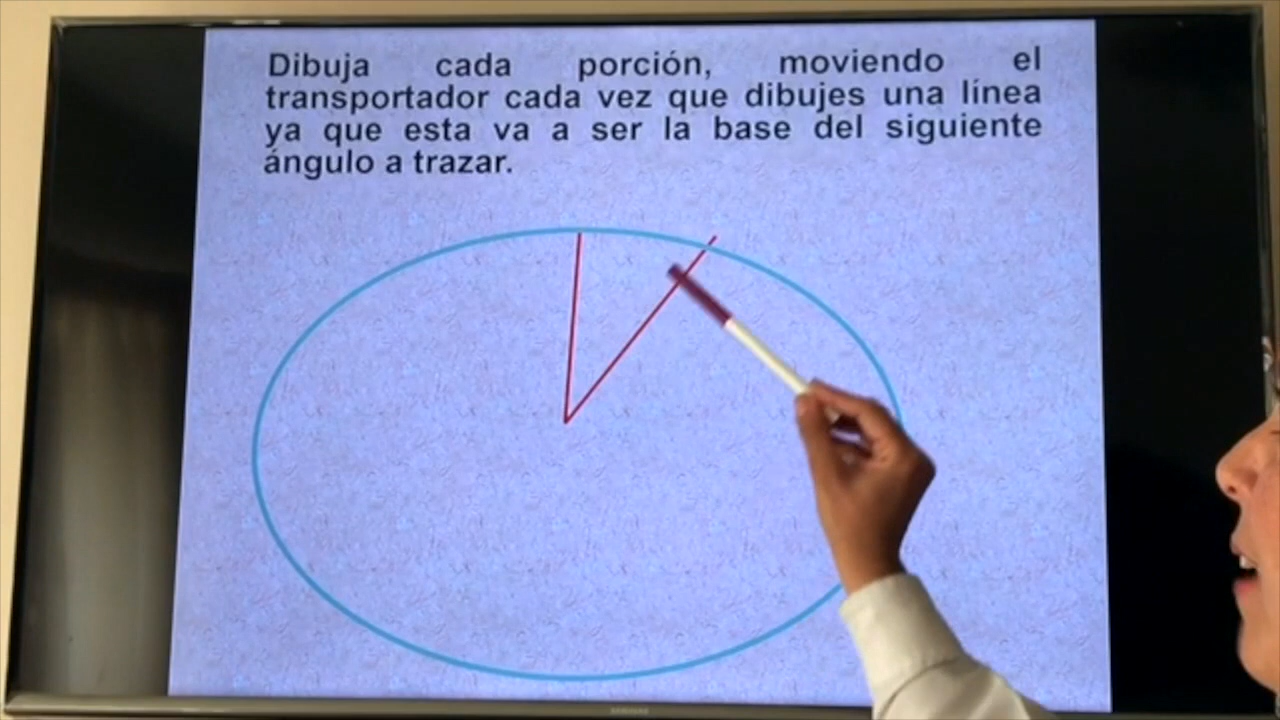 Dibuja cada porción, moviendo el
transportador cada vez que dibujes una línea
ya que esta va a ser la base del siguiente
ángulo a trazar.
SAMSUNG